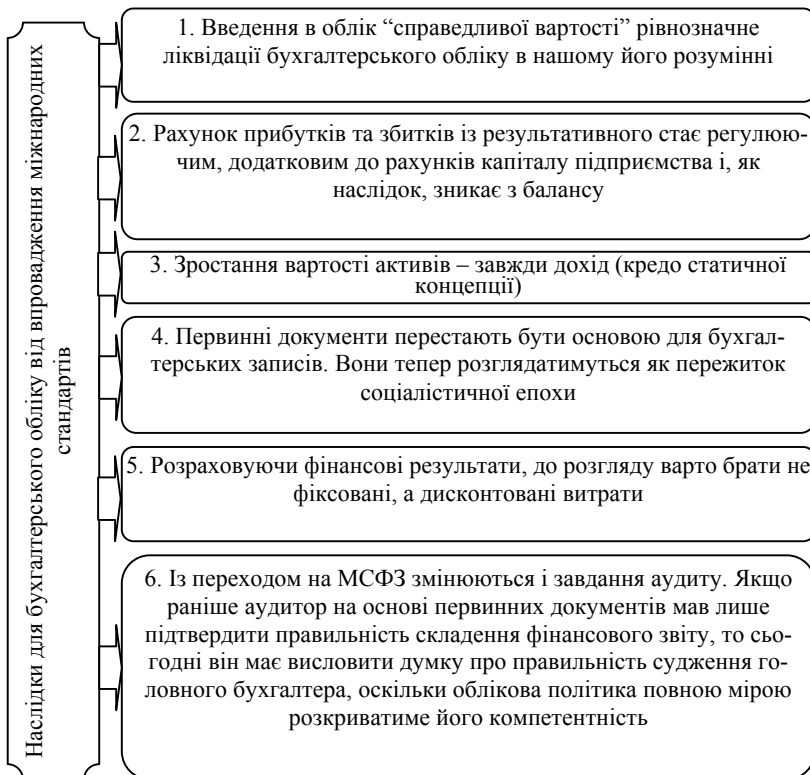 Наслідки для бухгалтерського обліку від впровадження міжнародних
стандартів
1. Введення в облік “справедливої вартості” рівнозначне
ліквідації бухгалтерського обліку в нашому його розумінні
2. Рахунок прибутків та збитків із результативного стає регулюю-
чим, додатковим до рахунків капіталу підприємства і, як
наслідок, зникає з балансу
3. Зростання вартості активів – завжди дохід (кредо статичної
концепції)
4. Первинні документи перестають бути основою для бухгал-
терських записів. Вони тепер розглядатимуться як пережиток
соціалістичної епохи
5. Розраховуючи фінансові результати, до розгляду варто брати не
фіксовані, а дисконтовані витрати
6. Із переходом на МСФЗ змінюються і завдання аудиту. Якщо
раніше аудитор на основі первинних документів мав лише
підтвердити правильність складення фінансового звіту, то сьо-
годні він має висловити думку про правильність судження го-
ловного бухгалтера, оскільки облікова політика повною мірою
розкриватиме його компетентність